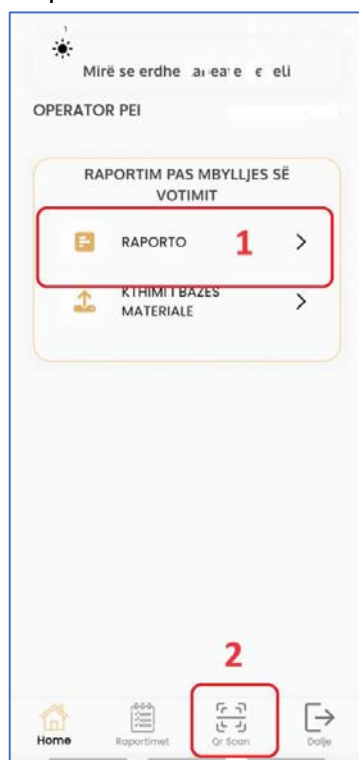 Mirë se erdhe
OPERATOR PEI
RAPORTIM PAS MBYLLJES SË
VOTIMIT
RAPORTO
1
KTHIMI I BAZËS
MATERIALE
2
Home
Raportimet
Qr Scan
Dalje